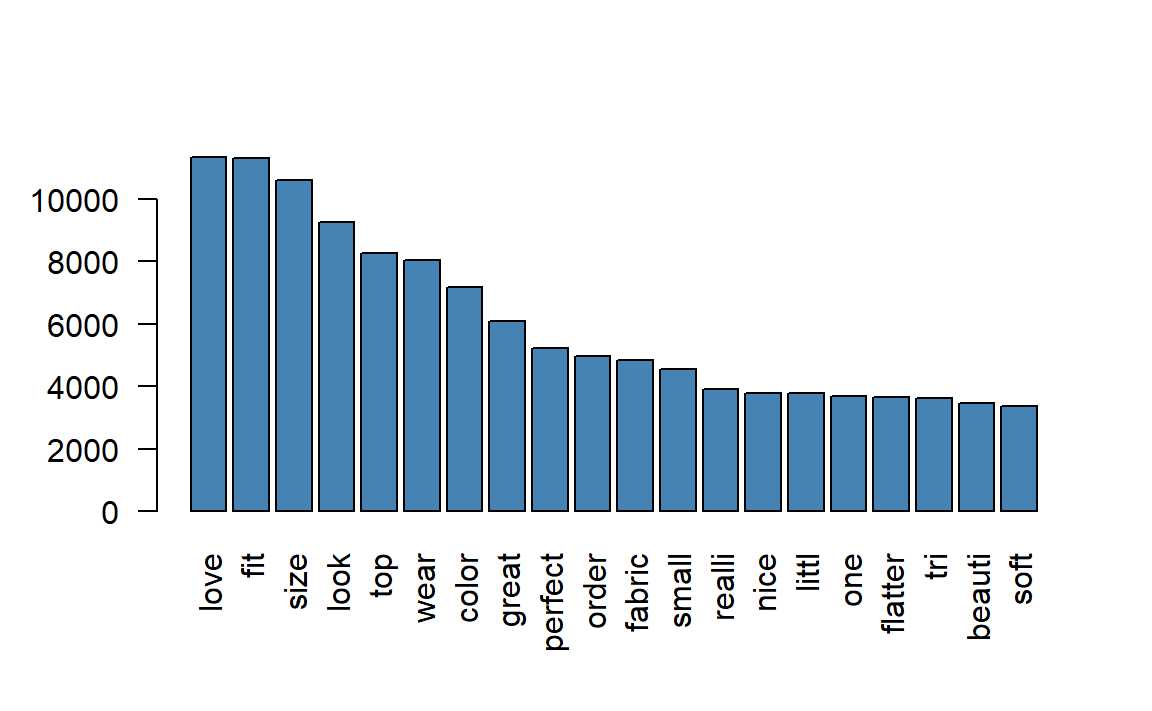 10000
8000
6000
4000
2000
0
love
fit
size
look
top
wear
color
great
perfect
order
fabric
small
realli
nice
littl
one
flatter
tri
beauti
soft